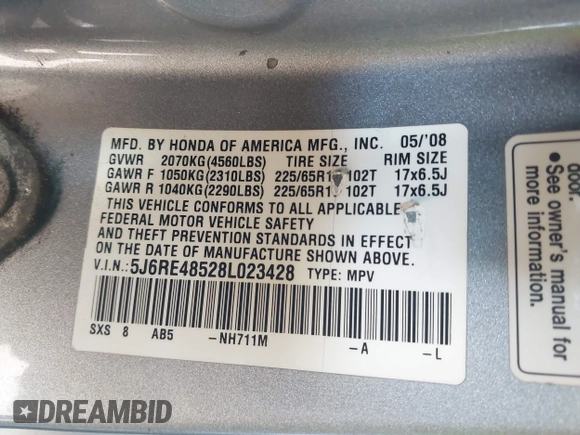 MFD. BY HONDA OF AMERICA MFG., INC. 05/'08
GVWR 2070KG(4560LBS) TIRE SIZE RIM SIZE
GAWR F 1050KG(2310LBS) 225/65R1 102T 17x6.5J
GAWR R 1040KG(2290LBS) 225/65R1 102T 17x6.5J
THIS VEHICLE CONFORMS TO ALL APPLICABLE
FEDERAL MOTOR VEHICLE SAFETY
AND THEFT PREVENTION STANDARDS IN EFFECT
ON THE DATE OF MANUFACTURE SHOWN ABOVE.
V.I.N.:5J6RE48528L023428 TYPE: MPV
SXS 8 AB5 -NH711M -A -L
door.
● See owner's
manual for
more information.
#DREAMBID